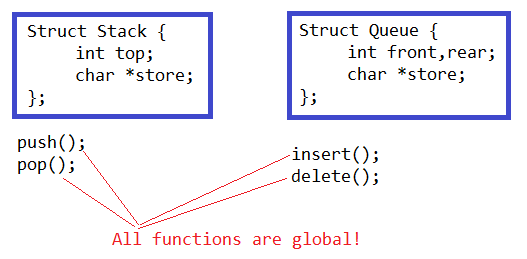 Struct Stack {
int top;
char *store;
};
push();
pop();
Struct Queue {
int front,rear;
char *store;
};
insert();
delete();
All functions are global!